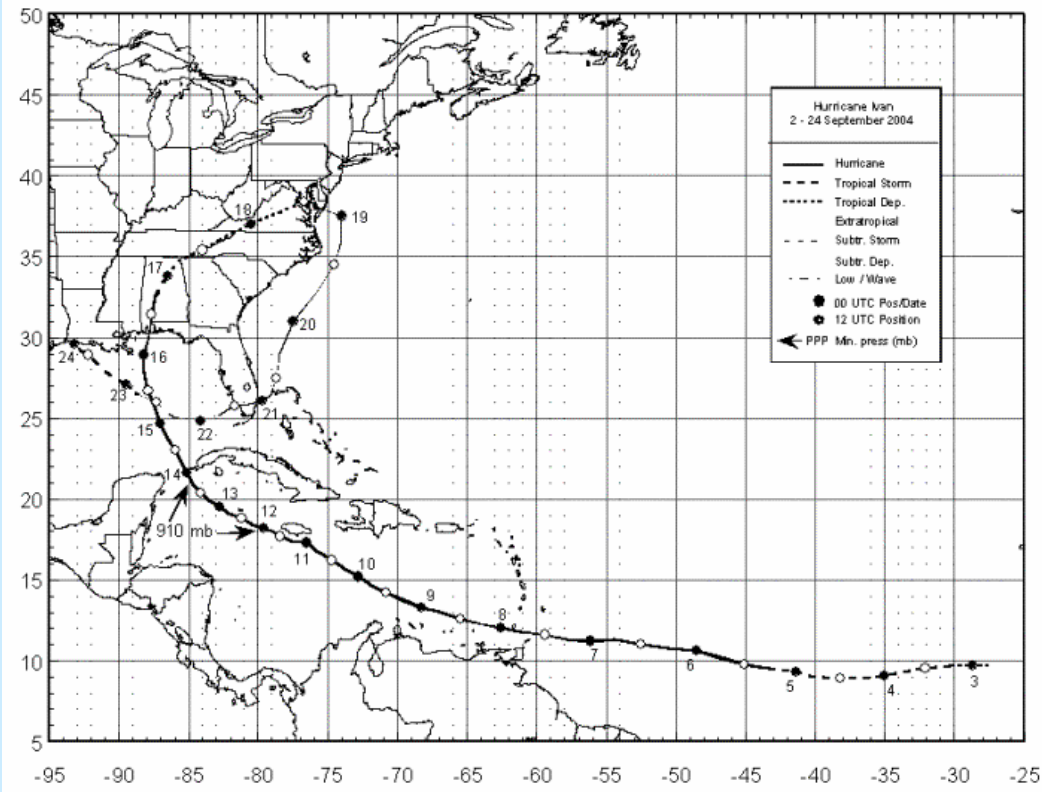 50
45
40
35
30
25
20
15
10
5
-95 -90 -85 -80 -75 -70 -65 -60 -55 -50 -45 -40 -35 -30 -25
Hurricane Ivan
2 - 24 September 2004
Hurricane
Tropical Storm
Tropical Dep.
Extratropical
Subtr. Storm
Subtr. Dep.
Low / Wave
00 UTC Pos/Date
12 UTC Position
PPP Min. press (mb)
18
19
17
20
24
16
23
21
15
22
14
13
12
910 mb
11
10
9
8
7
6
5
4
3